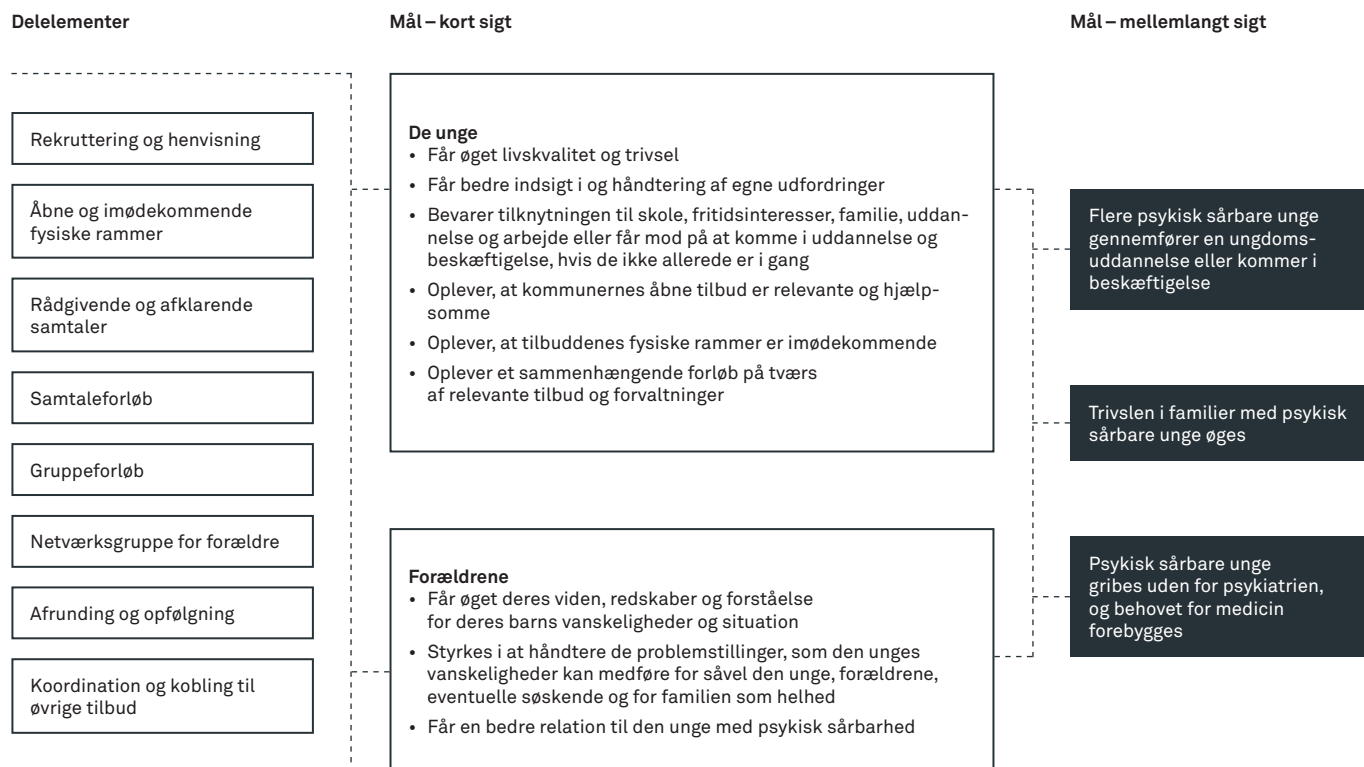 Delelementer
Rekruttering og henvisning
Åbne og imødekommende
fysiske rammer
Rådgivende og afklarende
samtaler
Samtaleforløb
Gruppeforløb
Netværksgruppe for forældre
Afrunding og opfølgning
Koordination og kobling til
øvrige tilbud
Mål – kort sigt
De unge
• Får øget livskvalitet og trivsel
• Får bedre indsigt i og håndtering af egne udfordringer
• Bevarer tilknytningen til skole, fritidsinteresser, familie, uddan-
nelse og arbejde eller får mod på at komme i uddannelse og
beskæftigelse, hvis de ikke allerede er i gang
• Oplever, at kommunernes åbne tilbud er relevante og hjælp-
somme
• Oplever, at tilbuddenes fysiske rammer er imødekommende
• Oplever et sammenhængende forløb på tværs
af relevante tilbud og forvaltninger
Forældrene
• Får øget deres viden, redskaber og forståelse
for deres barns vanskeligheder og situation
• Styrkes i at håndtere de problemstillinger, som den unges
vanskeligheder kan medføre for såvel den unge, forældrene,
eventuelle søskende og for familien som helhed
• Får en bedre relation til den unge med psykisk sårbarhed
Mål – mellemlangt sigt
Flere psykisk sårbare unge
gennemfører en ungdoms-
uddannelse eller kommer i
beskæftigelse
Trivslen i familier med psykisk
sårbare unge øges
Psykisk sårbare unge
gribes uden for psykiatrien,
og behovet for medicin
forebygges